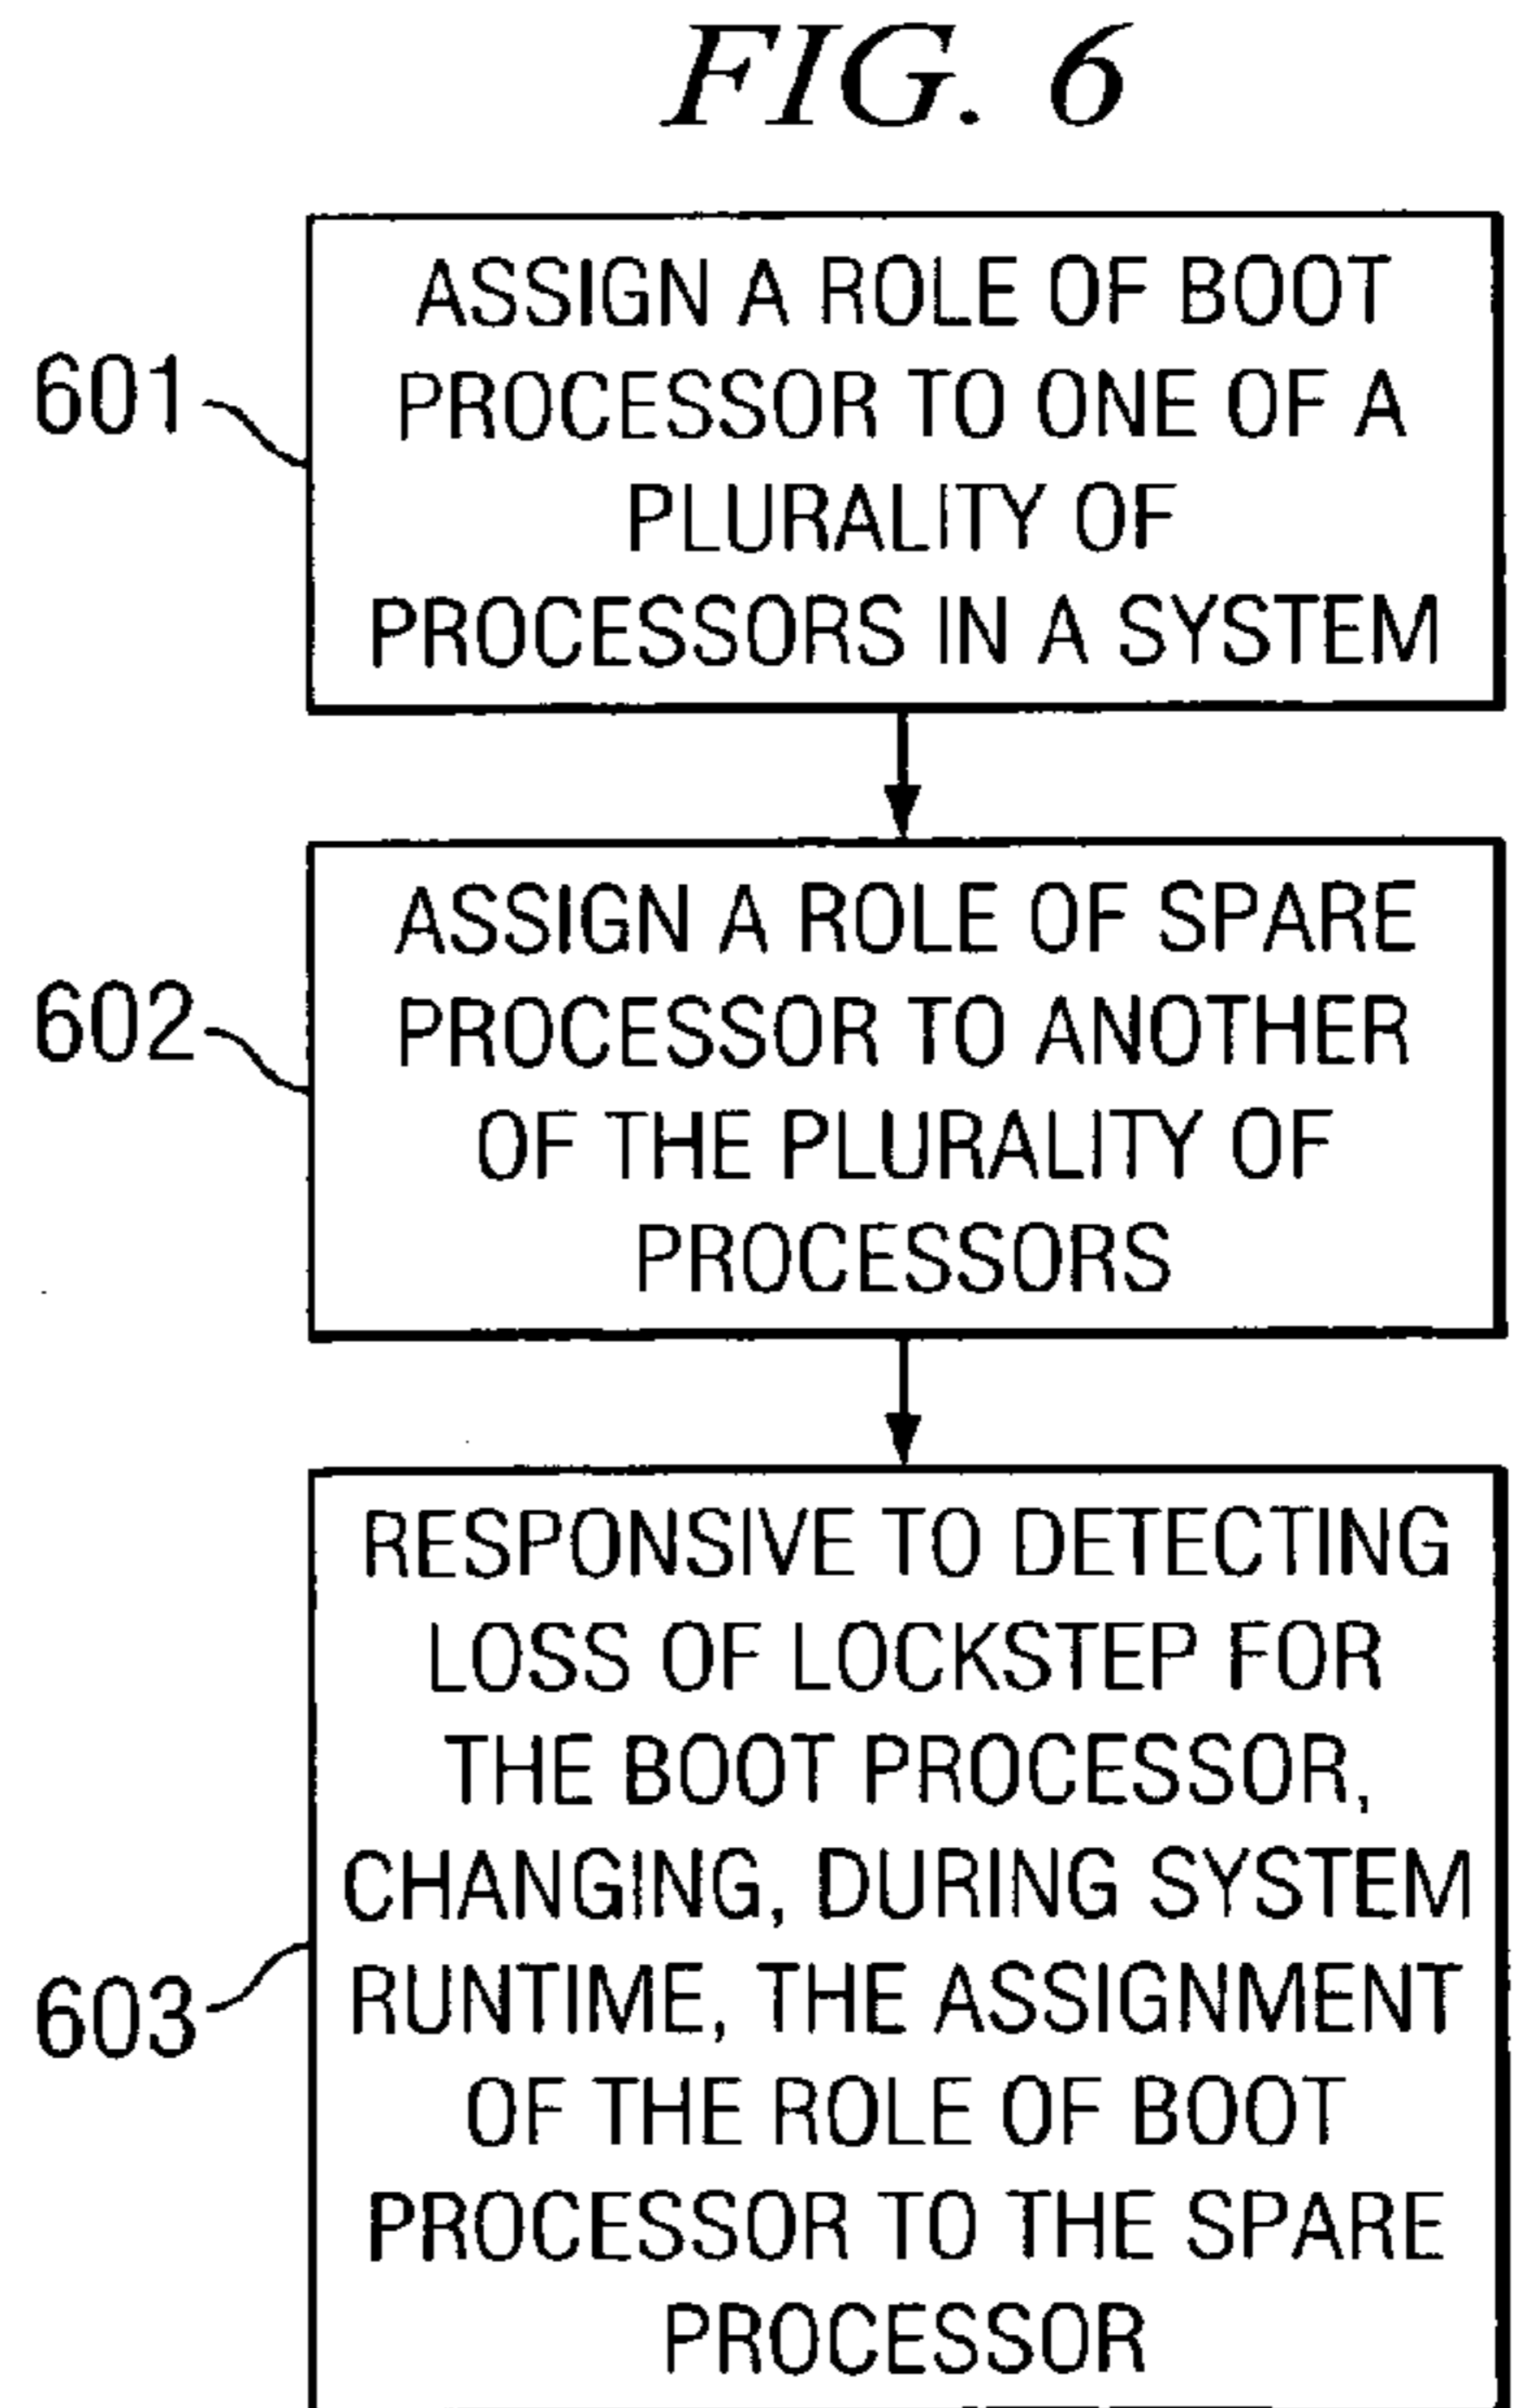 FIG. 6
601
ASSIGN A ROLE OF BOOT
PROCESSOR TO ONE OF A
PLURALITY OF
PROCESSORS IN A SYSTEM
602
ASSIGN A ROLE OF SPARE
PROCESSOR TO ANOTHER
OF THE PLURALITY OF
PROCESSORS
603
RESPONSIVE TO DETECTING
LOSS OF LOCKSTEP FOR
THE BOOT PROCESSOR,
CHANGING, DURING SYSTEM
RUNTIME, THE ASSIGNMENT
OF THE ROLE OF BOOT
PROCESSOR TO THE SPARE
PROCESSOR